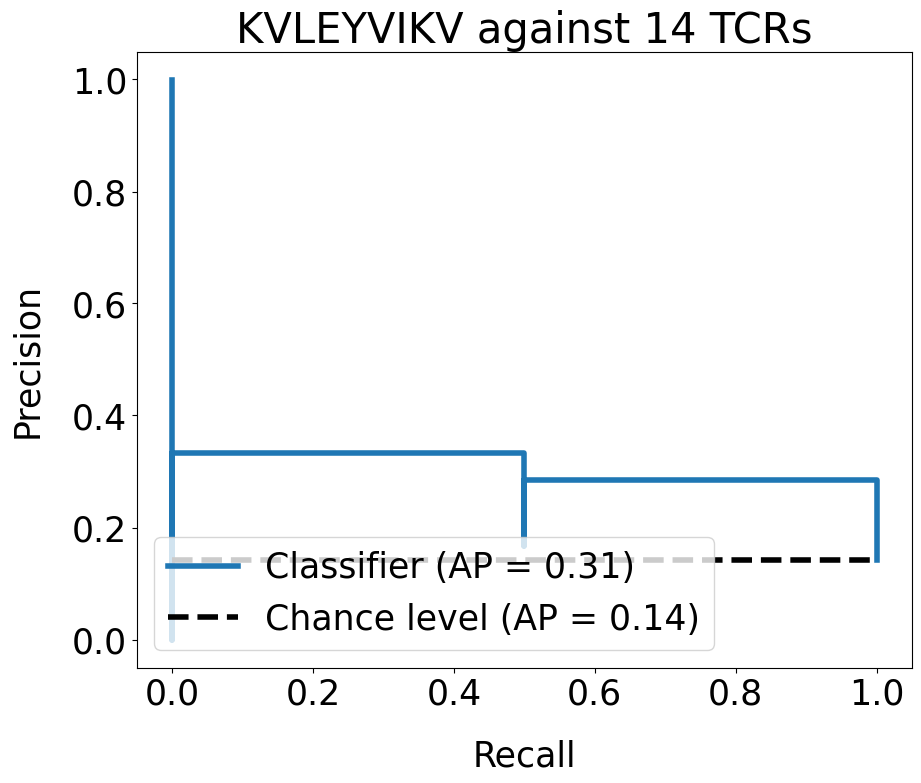 KVLEYVIKV against 14 TCRs
1.0
0.8
0.6
0.4
0.2
0.0
Precision
Classifier (AP = 0.31)
Chance level (AP = 0.14)
0.0 0.2 0.4 0.6 0.8 1.0
Recall